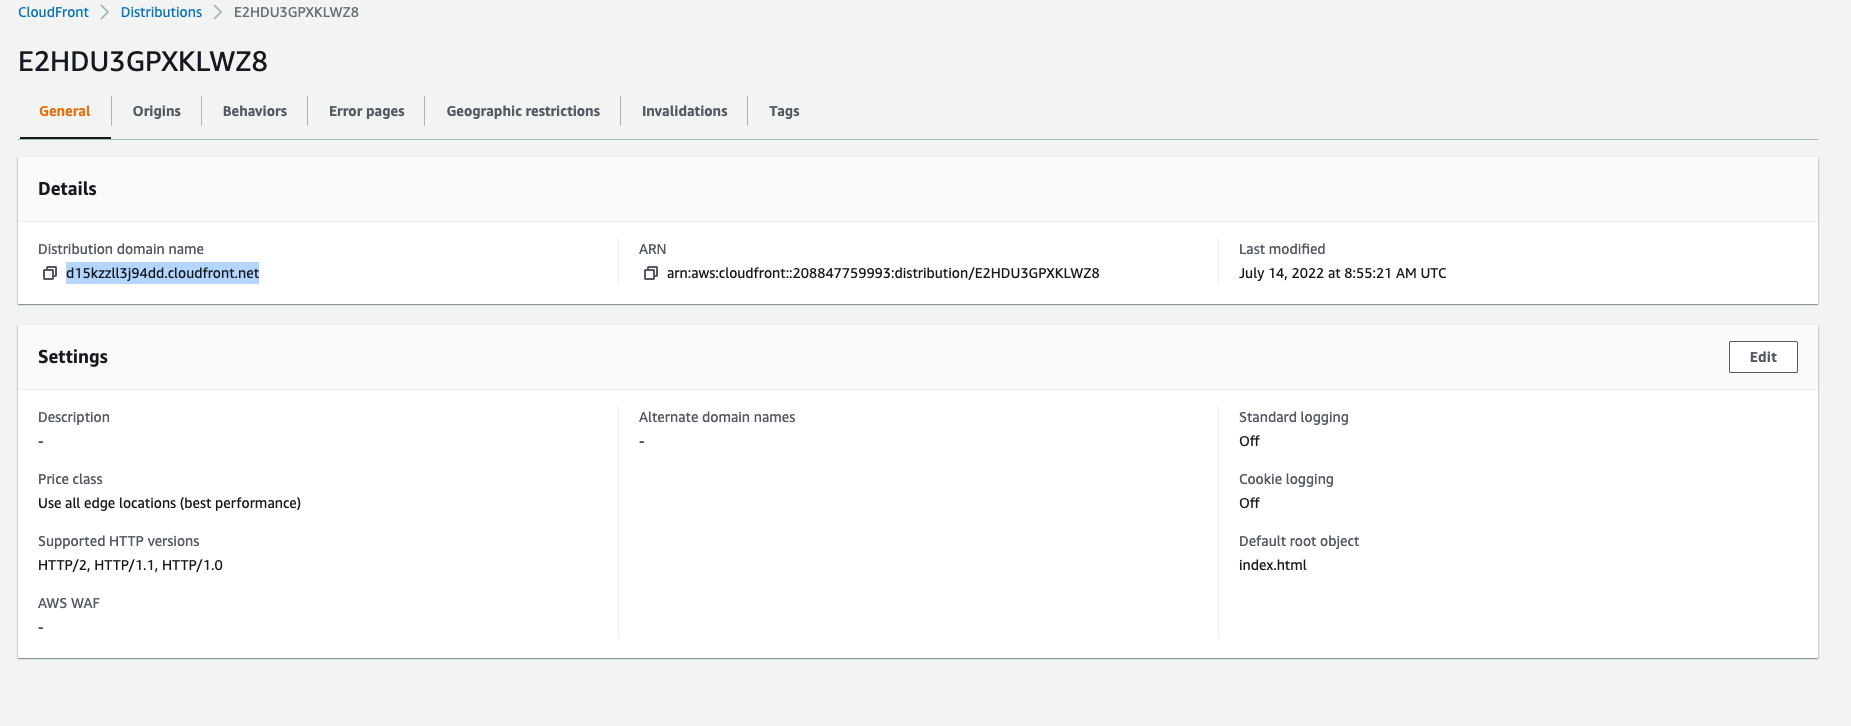 CloudFront > Distributions > E2HDU3GPXKLWZ8
E2HDU3GPXKLWZ8
General Origins Behaviors Error pages Geographic restrictions Invalidations Tags
Details
Distribution domain name
d15kzzll3j94dd.cloudfront.net
ARN
arn:aws:cloudfront::208847759993:distribution/E2HDU3GPXKLWZ8
Last modified
July 14, 2022 at 8:55:21 AM UTC
Settings
Edit
Description
-
Price class
Use all edge locations (best performance)
Supported HTTP versions
HTTP/2, HTTP/1.1, HTTP/1.0
AWS WAF
-
Alternate domain names
-
Standard logging
Off
Cookie logging
Off
Default root object
index.html